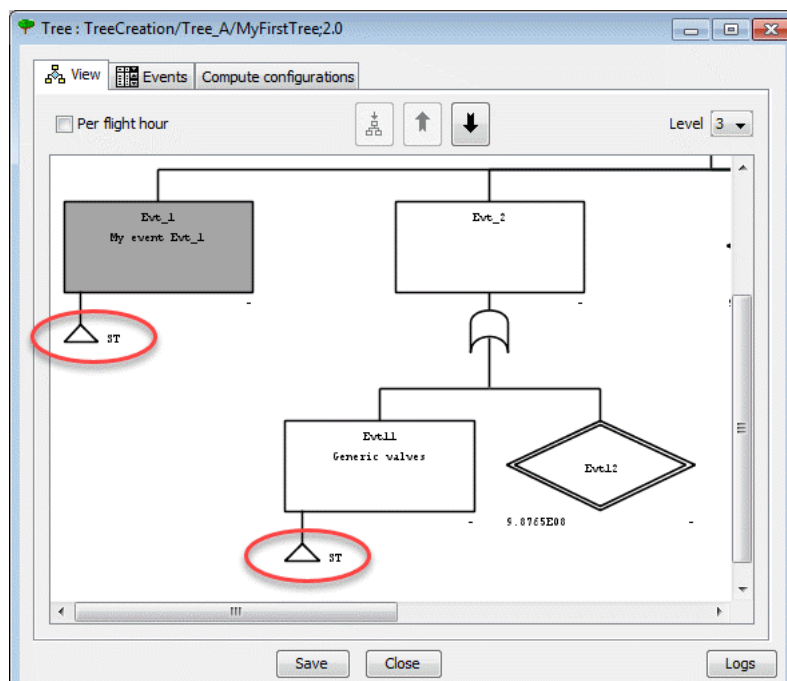 Tree : TreeCreation/Tree_A/MyFirstTree;2.0
View Events Compute configurations
Per flight hour Level 3
Evt_1 Evt_2
My event Evt_1
- -
ST
Evt11
Generic valves
Evt12
- 9.8765E08 -
ST
Save Close Logs